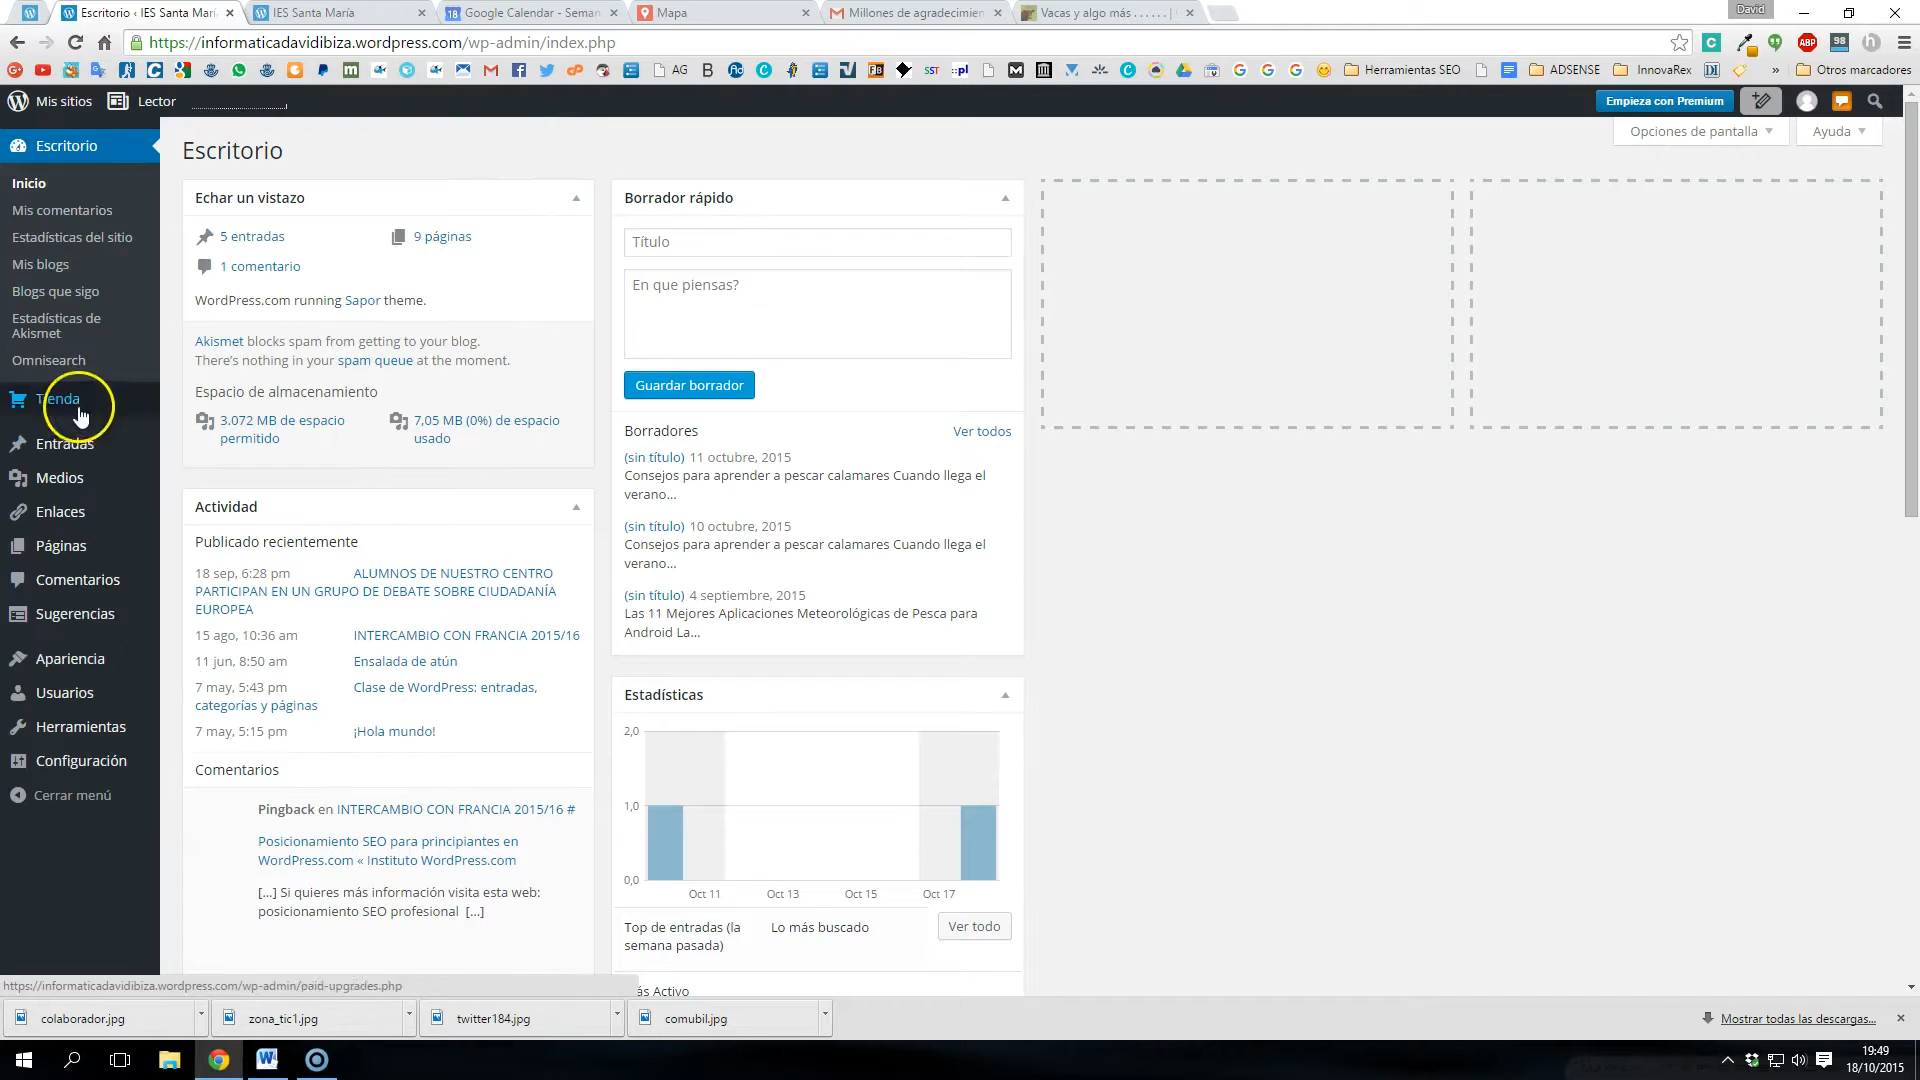 Escritorio ‹ IES Santa María
IES Santa María
Google Calendar - Seman
Mapa
Millones de agradecimien
Vacas y algo más . . . . . . |
David
https://informaticadavidibiza.wordpress.com/wp-admin/index.php
ABP
98
AG
SST
Herramientas SEO
ADSENSE
InnovaRex
»
Otros marcadores
Mis sitios
Lector
Empieza con Premium
Escritorio
Inicio
Mis comentarios
Estadísticas del sitio
Mis blogs
Blogs que sigo
Estadísticas de
Akismet
Omnisearch
Tienda
Entradas
Medios
Enlaces
Páginas
Comentarios
Sugerencias
Apariencia
Usuarios
Herramientas
Configuración
Cerrar menú
Opciones de pantalla
Ayuda
Escritorio
Echar un vistazo
5 entradas
9 páginas
1 comentario
WordPress.com running Sapor theme.
Akismet blocks spam from getting to your blog.
There's nothing in your spam queue at the moment.
Espacio de almacenamiento
3.072 MB de espacio
permitido
7,05 MB (0%) de espacio
usado
Actividad
Publicado recientemente
18 sep, 6:28 pm ALUMNOS DE NUESTRO CENTRO
PARTICIPAN EN UN GRUPO DE DEBATE SOBRE CIUDADANÍA
EUROPEA
15 ago, 10:36 am INTERCAMBIO CON FRANCIA 2015/16
11 jun, 8:50 am Ensalada de atún
7 may, 5:43 pm Clase de WordPress: entradas,
categorías y páginas
7 may, 5:15 pm ¡Hola mundo!
Comentarios
Pingback en INTERCAMBIO CON FRANCIA 2015/16 #
Posicionamiento SEO para principiantes en
WordPress.com « Instituto WordPress.com
[...] Si quieres más información visita esta web:
posicionamiento SEO profesional [...]
Borrador rápido
Título
En que piensas?
Guardar borrador
Borradores
Ver todos
(sin título) 11 octubre, 2015
Consejos para aprender a pescar calamares Cuando llega el
verano...
(sin título) 10 octubre, 2015
Consejos para aprender a pescar calamares Cuando llega el
verano...
(sin título) 4 septiembre, 2015
Las 11 Mejores Aplicaciones Meteorológicas de Pesca para
Android La...
Estadísticas
2,0
1,0
0,0
Oct 11
Oct 13
Oct 15
Oct 17
Top de entradas (la
semana pasada)
Lo más buscado
Ver todo
ás Activo
https://informaticadavidibiza.wordpress.com/wp-admin/paid-upgrades.php
colaborador.jpg
zona_tic1.jpg
twitter184.jpg
comubil.jpg
Mostrar todas las descargas...
19:49
18/10/2015